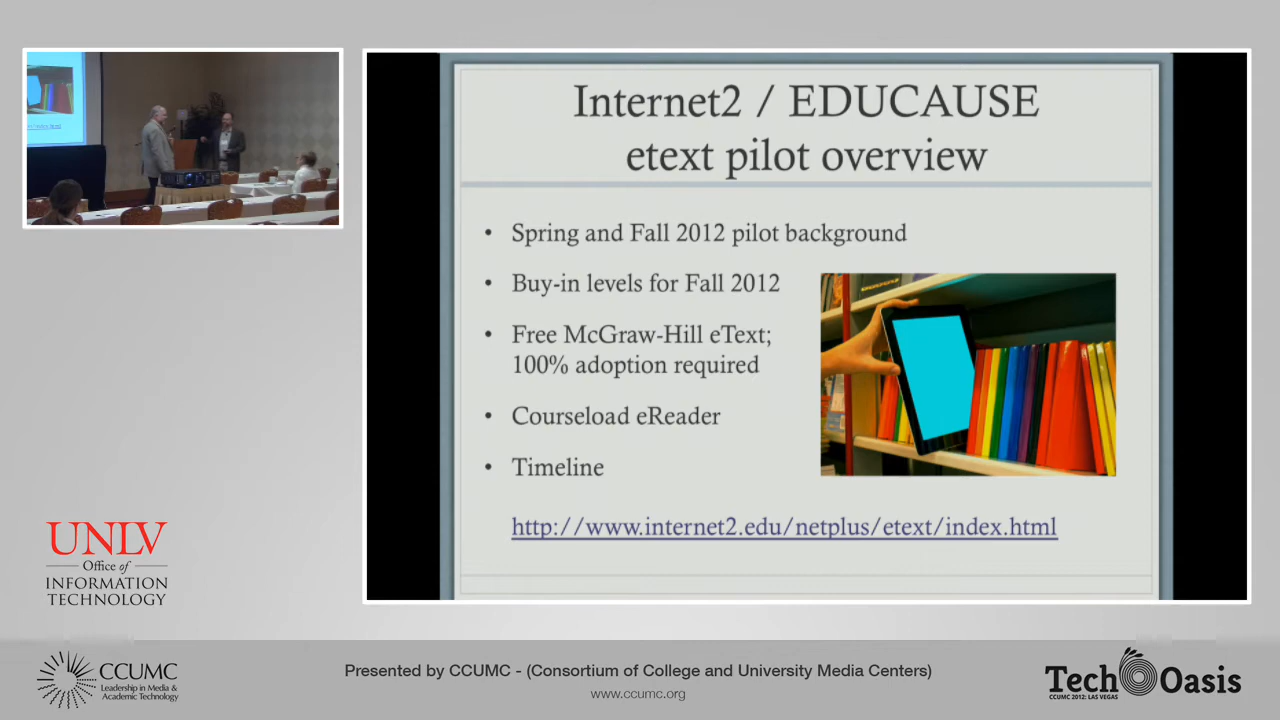 Internet2 / EDUCAUSE
etext pilot overview
• Spring and Fall 2012 pilot background
• Buy-in levels for Fall 2012
• Free McGraw-Hill eText;
100% adoption required
• Courseload eReader
• Timeline
http://www.internet2.edu/netplus/etext/index.html
UNLV
Office of
INFORMATION
TECHNOLOGY
CCUMC
Leadership in Media &
Academic Technology
Presented by CCUMC - (Consortium of College and University Media Centers)
www.ccumc.org
Tech Oasis
CCUMC 2012: LAS VEGAS